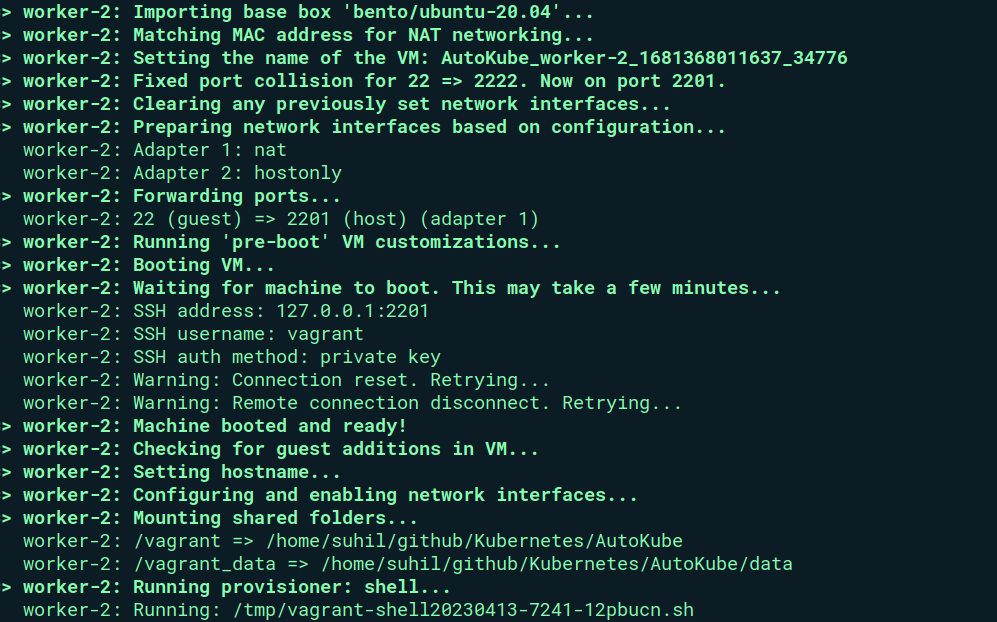 > worker-2: Importing base box 'bento/ubuntu-20.04'...
> worker-2: Matching MAC address for NAT networking...
> worker-2: Setting the name of the VM: AutoKube_worker-2_1681368011637_34776
> worker-2: Fixed port collision for 22 => 2222. Now on port 2201.
> worker-2: Clearing any previously set network interfaces...
> worker-2: Preparing network interfaces based on configuration...
worker-2: Adapter 1: nat
worker-2: Adapter 2: hostonly
> worker-2: Forwarding ports...
worker-2: 22 (guest) => 2201 (host) (adapter 1)
> worker-2: Running 'pre-boot' VM customizations...
> worker-2: Booting VM...
> worker-2: Waiting for machine to boot. This may take a few minutes...
worker-2: SSH address: 127.0.0.1:2201
worker-2: SSH username: vagrant
worker-2: SSH auth method: private key
worker-2: Warning: Connection reset. Retrying...
worker-2: Warning: Remote connection disconnect. Retrying...
> worker-2: Machine booted and ready!
> worker-2: Checking for guest additions in VM...
> worker-2: Setting hostname...
> worker-2: Configuring and enabling network interfaces...
> worker-2: Mounting shared folders...
worker-2: /vagrant => /home/suhil/github/Kubernetes/AutoKube
worker-2: /vagrant_data => /home/suhil/github/Kubernetes/AutoKube/data
> worker-2: Running provisioner: shell...
worker-2: Running: /tmp/vagrant-shell20230413-7241-12pbucn.sh